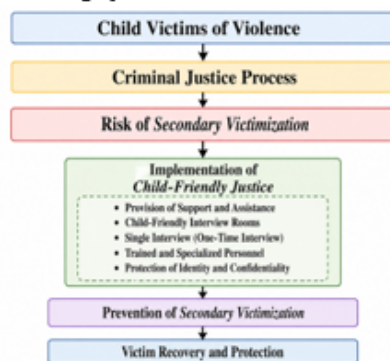 Child Victims of Violence
Criminal Justice Process
Risk of Secondary Victimization
Implementation of
Child-Friendly Justice
• Provision of Support and Assistance
• Child-Friendly Interview Rooms
• Single Interview (One-Time Interview)
• Trained and Specialized Personnel
• Protection of Identity and Confidentiality
Prevention of Secondary Victimization
Victim Recovery and Protection